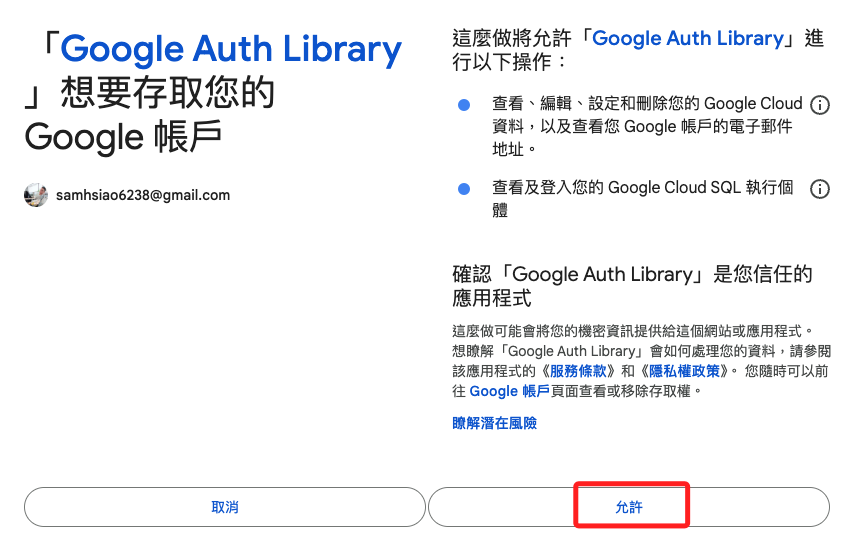 「Google Auth Library
」想要存取您的
Google 帳戶
samhsiao6238@gmail.com
這麼做將允許「Google Auth Library」進
行以下操作：
查看、編輯、設定和刪除您的 Google Cloud
資料，以及查看您 Google 帳戶的電子郵件
地址。
查看及登入您的 Google Cloud SQL 執行個
體
確認「Google Auth Library」是您信任的
應用程式
這麼做可能會將您的機密資訊提供給這個網站或應用程式。
想瞭解「Google Auth Library」會如何處理您的資料，請參閱
該應用程式的《服務條款》和《隱私權政策》。您隨時可以前
往 Google 帳戶頁面查看或移除存取權。
瞭解潛在風險
取消
允許